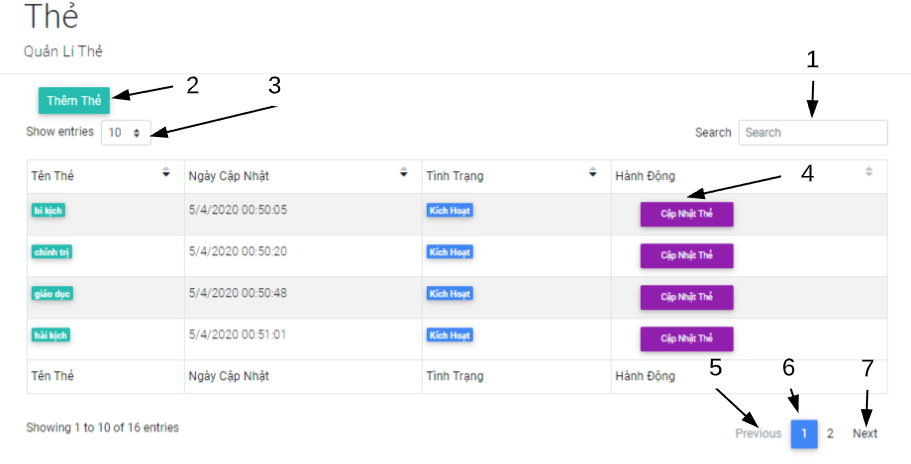 Thẻ
Quản Lí Thẻ
1
2
3
Thêm Thẻ
Show entries 10
Search Search
Tên Thẻ Ngày Cập Nhật Tình Trạng Hành Động
4
bi kịch 5/4/2020 00:50:05 Kích Hoạt Cập Nhật Thẻ
chính trị 5/4/2020 00:50:20 Kích Hoạt Cập Nhật Thẻ
giáo dục 5/4/2020 00:50:48 Kích Hoạt Cập Nhật Thẻ
hài kịch 5/4/2020 00:51:01 Kích Hoạt Cập Nhật Thẻ
Tên Thẻ Ngày Cập Nhật Tình Trạng Hành Động
5 6 7
Showing 1 to 10 of 16 entries Previous 1 2 Next